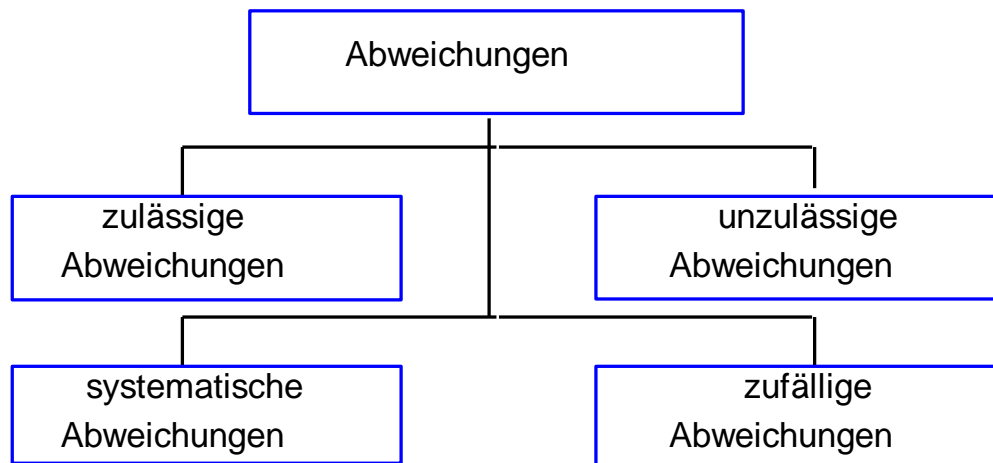 Abweichungen
zulässige
Abweichungen
unzulässige
Abweichungen
systematische
Abweichungen
zufällige
Abweichungen